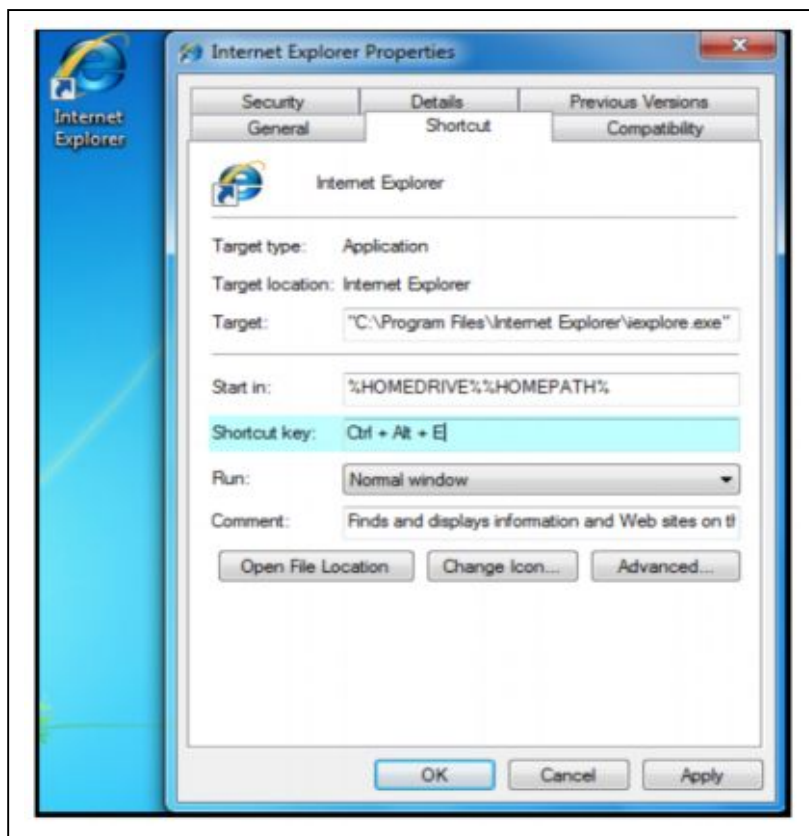 Internet Explorer Properties
Internet
Explorer
Security Details Previous Versions
General Shortcut Compatibility
Internet Explorer
Target type: Application
Target location: Internet Explorer
Target: "C:\Program Files\Internet Explorer\iexplore.exe"
Start in: %HOMEDRIVE%%HOMEPATH%
Shortcut key: Ctrl + Alt + E
Run: Normal window
Comment: Finds and displays information and Web sites on th
Open File Location Change Icon... Advanced...
OK Cancel Apply